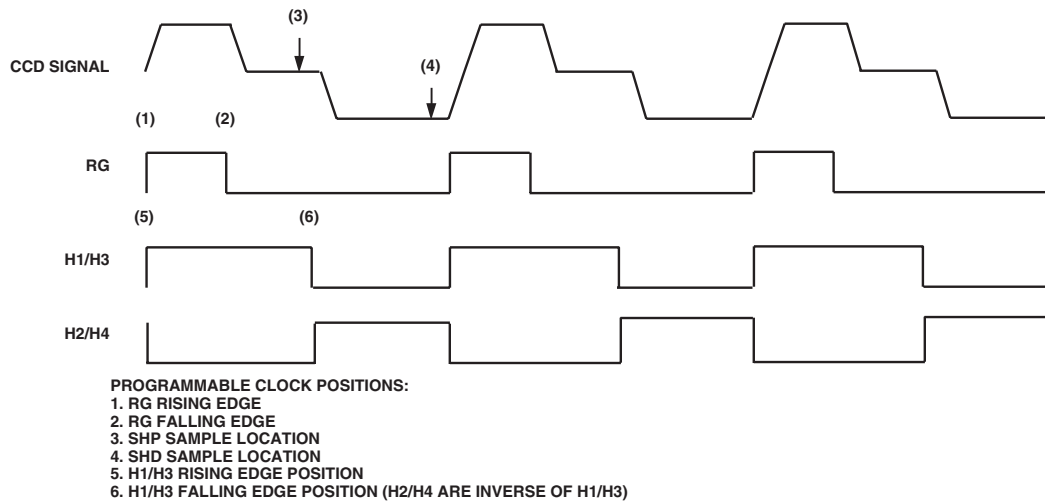 (3)
CCD SIGNAL
(4)
(1)
(2)
RG
(5)
(6)
H1/H3
H2/H4
PROGRAMMABLE CLOCK POSITIONS:
1. RG RISING EDGE
2. RG FALLING EDGE
3. SHP SAMPLE LOCATION
4. SHD SAMPLE LOCATION
5. H1/H3 RISING EDGE POSITION
6. H1/H3 FALLING EDGE POSITION (H2/H4 ARE INVERSE OF H1/H3)